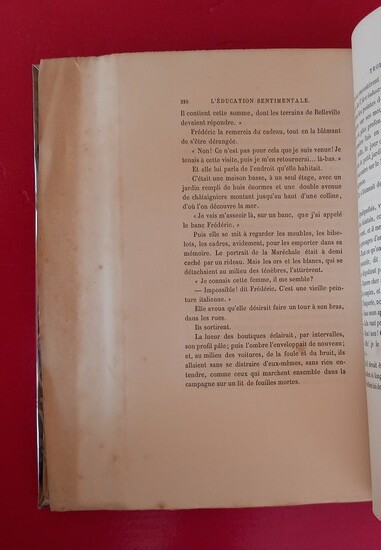 320 L'ÉDUCATION SENTIMENTALE.
Il contient cette somme, dont les terrains de Belleville
devaient répondre. »
Frédéric la remercia du cadeau, tout en la blâmant
de s'être dérangée.
« Non! Ce n'est pas pour cela que je suis venue! Je
tenais à cette visite, puis je m'en retournerai... là-bas. »
Et elle lui parla de l'endroit qu'elle habitait.
C'était une maison basse, à un seul étage, avec un
jardin rempli de buis énormes et une double avenue
de châtaigniers montant jusqu'au haut d'une colline,
d'où l'on découvre la mer.
« Je vais m'asseoir là, sur un banc, que j'ai appelé
le banc Frédéric. »
Puis elle se mit à regarder les meubles, les bibe-
lots, les cadres, avidement, pour les emporter dans sa
mémoire. Le portrait de la Maréchale était à demi
caché par un rideau. Mais les ors et les blancs, qui se
détachaient au milieu des ténèbres, l'attirèrent.
« Je connais cette femme, il me semble?
— Impossible! dit Frédéric. C'est une vieille pein-
ture italienne. »
Elle avoua qu'elle désirait faire un tour à son bras,
dans les rues.
Ils sortirent.
La lueur des boutiques éclairait, par intervalles,
son profil pâle; puis l'ombre l'enveloppait de nouveau;
et, au milieu des voitures, de la foule et du bruit, ils
allaient sans se distraire d'eux-mêmes, sans rien en-
tendre, comme ceux qui marchent ensemble dans la
campagne sur un lit de feuilles mortes.